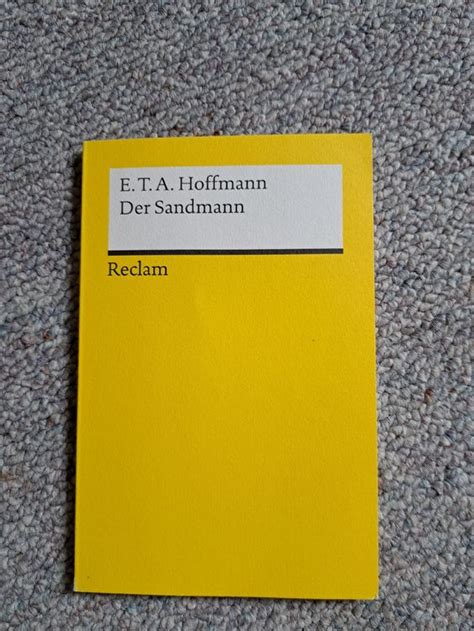 E. T. A. Hoffmann
Der Sandmann
Reclam